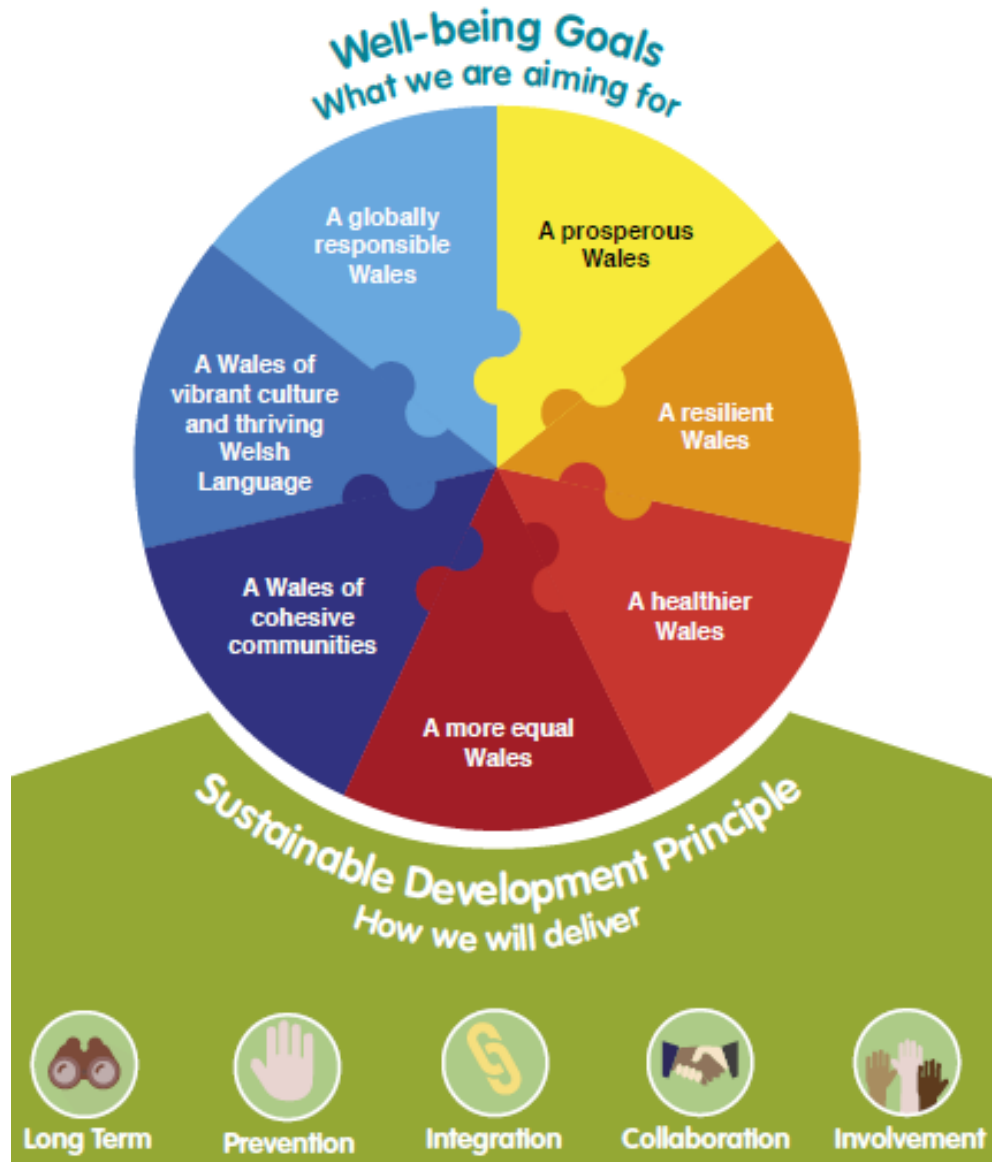 Well-being Goals
What we are aiming for
A globally
responsible
Wales
A prosperous
Wales
A Wales of
vibrant culture
and thriving
Welsh
Language
A resilient
Wales
A Wales of
cohesive
communities
A healthier
Wales
A more equal
Wales
Sustainable Development Principle
How we will deliver
Long Term
Prevention
Integration
Collaboration
Involvement